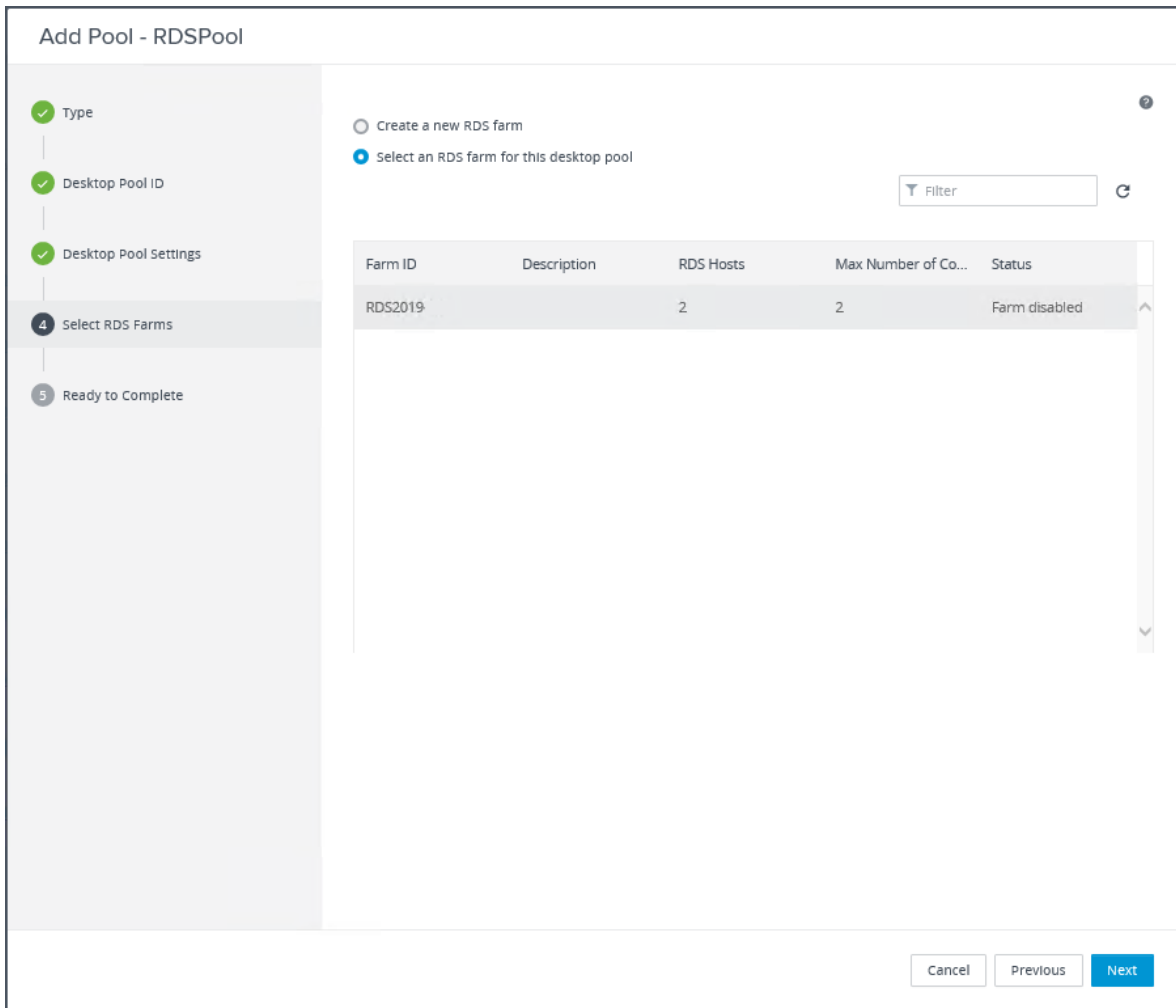 Add Pool - RDSPool
Type
Desktop Pool ID
Desktop Pool Settings
4 Select RDS Farms
5 Ready to Complete
?
Create a new RDS farm
Select an RDS farm for this desktop pool
Filter
Farm ID Description RDS Hosts Max Number of Co... Status
RDS2019 2 2 Farm disabled
Cancel Previous Next